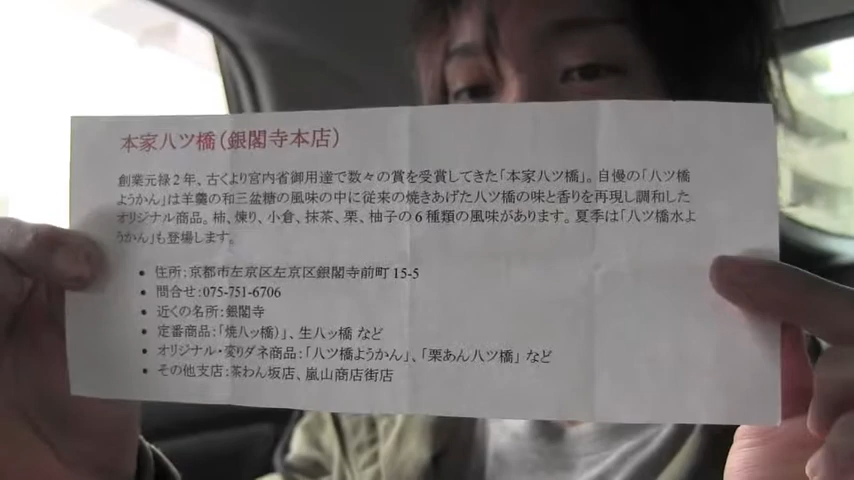 本家八ツ橋(銀閣寺本店)
創業元禄2年、古くより宮内省御用達で数々の賞を受賞してきた「本家八ツ橋」。自慢の「八ツ橋
ようかん」は羊羹の和三盆糖の風味の中に従来の焼きあげた八ツ橋の味と香りを再現し調和した
オリジナル商品。柿、煉り、小倉、抹茶、栗、柚子の6種類の風味があります。夏季は「八ツ橋水よ
うかん」も登場します。
• 住所:京都市左京区左京区銀閣寺前町15-5
• 問合せ:075-751-6706
• 近くの名所:銀閣寺
• 定番商品:「焼八ッ橋)」、生八ッ橋 など
• オリジナル・変りダネ商品:「八ツ橋ようかん」、「栗あん八ツ橋」 など
• その他支店:茶わん坂店、嵐山商店街店